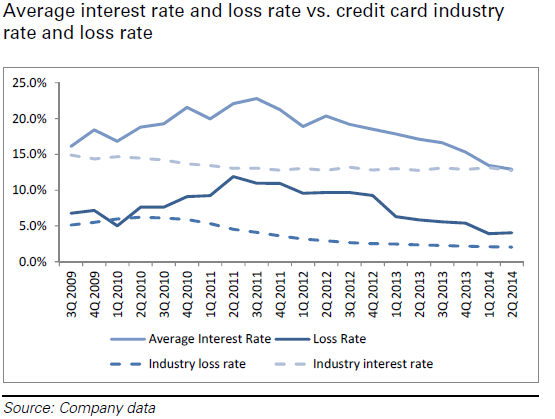 Average interest rate and loss rate vs. credit card industry
rate and loss rate
25.0%
20.0%
15.0%
10.0%
5.0%
0.0%
3Q 2009
4Q 2009
1Q 2010
2Q 2010
3Q 2010
4Q 2010
1Q 2011
2Q 2011
3Q 2011
4Q 2011
1Q 2012
2Q 2012
3Q 2012
4Q 2012
1Q 2013
2Q 2013
3Q 2013
4Q 2013
1Q 2014
2Q 2014
Average Interest Rate
Loss Rate
Industry loss rate
Industry interest rate
Source: Company data